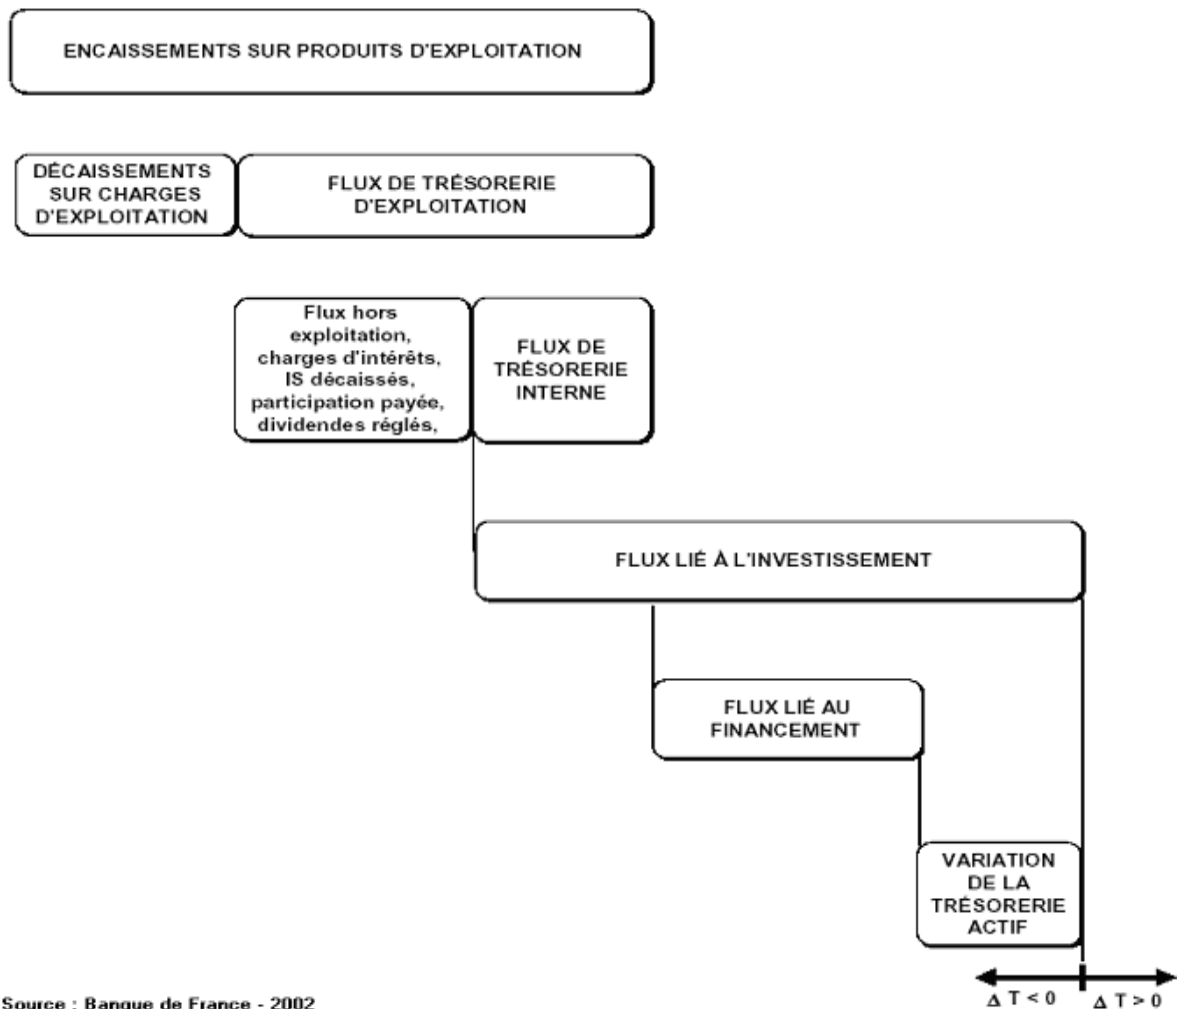 ENCAISSEMENTS SUR PRODUITS D'EXPLOITATION
DÉCAISSEMENTS
SUR CHARGES
D'EXPLOITATION
FLUX DE TRÉSORERIE
D'EXPLOITATION
Flux hors
exploitation,
charges d'intérêts,
IS décaissés,
participation payée,
dividendes réglés,
FLUX DE
TRÉSORERIE
INTERNE
FLUX LIÉ À L'INVESTISSEMENT
FLUX LIÉ AU
FINANCEMENT
VARIATION
DE LA
TRÉSORERIE
ACTIF
Δ T < 0
Δ T > 0
Source : Banque de France - 2002